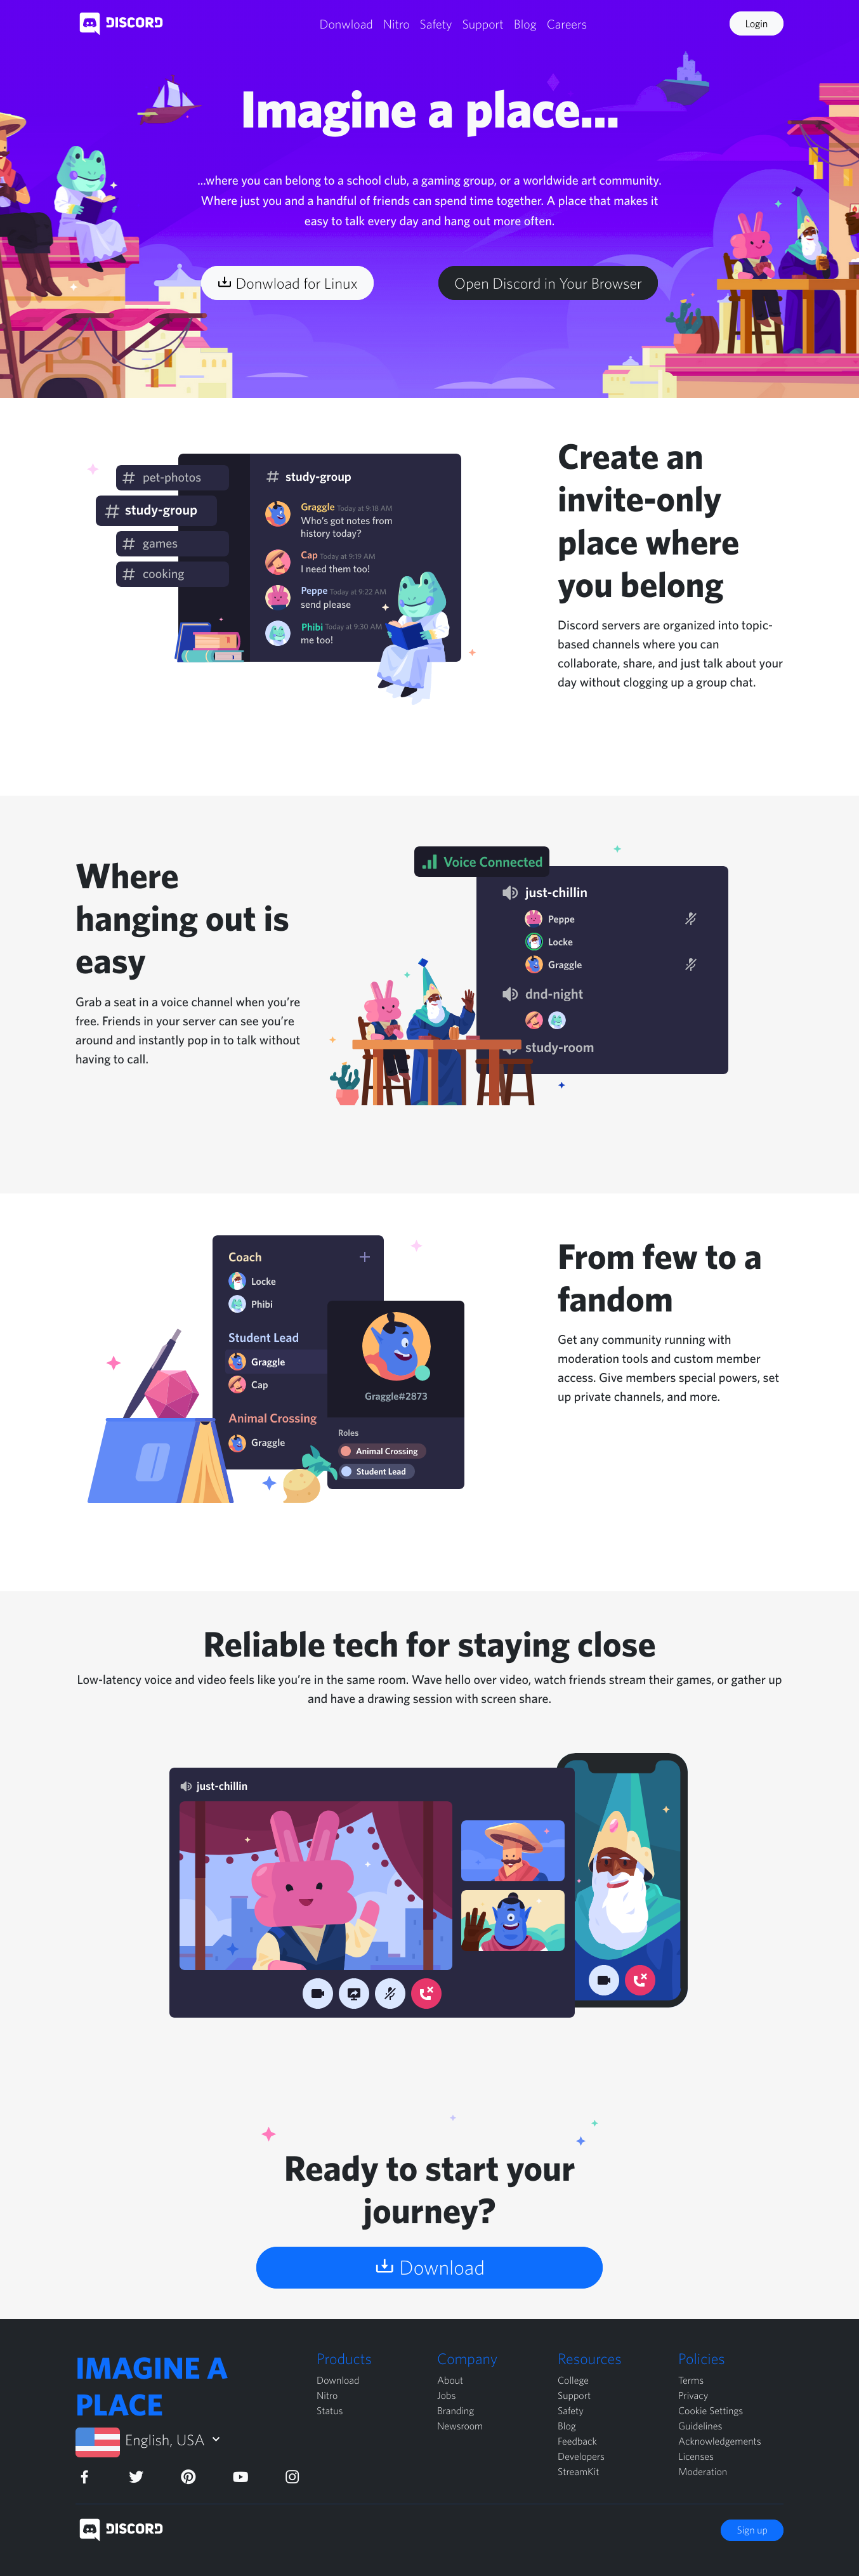 DISCORD
Donwload Nitro Safety Support Blog Careers
Login
Imagine a place...
...where you can belong to a school club, a gaming group, or a worldwide art community.
Where just you and a handful of friends can spend time together. A place that makes it
easy to talk every day and hang out more often.
Donwload for Linux
Open Discord in Your Browser
pet-photos
study-group
games
cooking
study-group
Graggle Today at 9:18 AM
Who's got notes from
history today?
Cap Today at 9:19 AM
I need them too!
Peppe Today at 9:22 AM
send please
Phibi Today at 9:30 AM
me too!
Create an
invite-only
place where
you belong
Discord servers are organized into topic-
based channels where you can
collaborate, share, and just talk about your
day without clogging up a group chat.
Where
hanging out is
easy
Grab a seat in a voice channel when you're
free. Friends in your server can see you're
around and instantly pop in to talk without
having to call.
Voice Connected
just-chillin
Peppe
Locke
Graggle
dnd-night
study-room
Coach
Locke
Phibi
Student Lead
Graggle
Cap
Animal Crossing
Graggle
Graggle#2873
Roles
Animal Crossing
Student Lead
From few to a
fandom
Get any community running with
moderation tools and custom member
access. Give members special powers, set
up private channels, and more.
Reliable tech for staying close
Low-latency voice and video feels like you're in the same room. Wave hello over video, watch friends stream their games, or gather up
and have a drawing session with screen share.
just-chillin
Ready to start your
journey?
Download
IMAGINE A
PLACE
English, USA
Products
Download
Nitro
Status
Company
About
Jobs
Branding
Newsroom
Resources
College
Support
Safety
Blog
Feedback
Developers
StreamKit
Policies
Terms
Privacy
Cookie Settings
Guidelines
Acknowledgements
Licenses
Moderation
DISCORD
Sign up